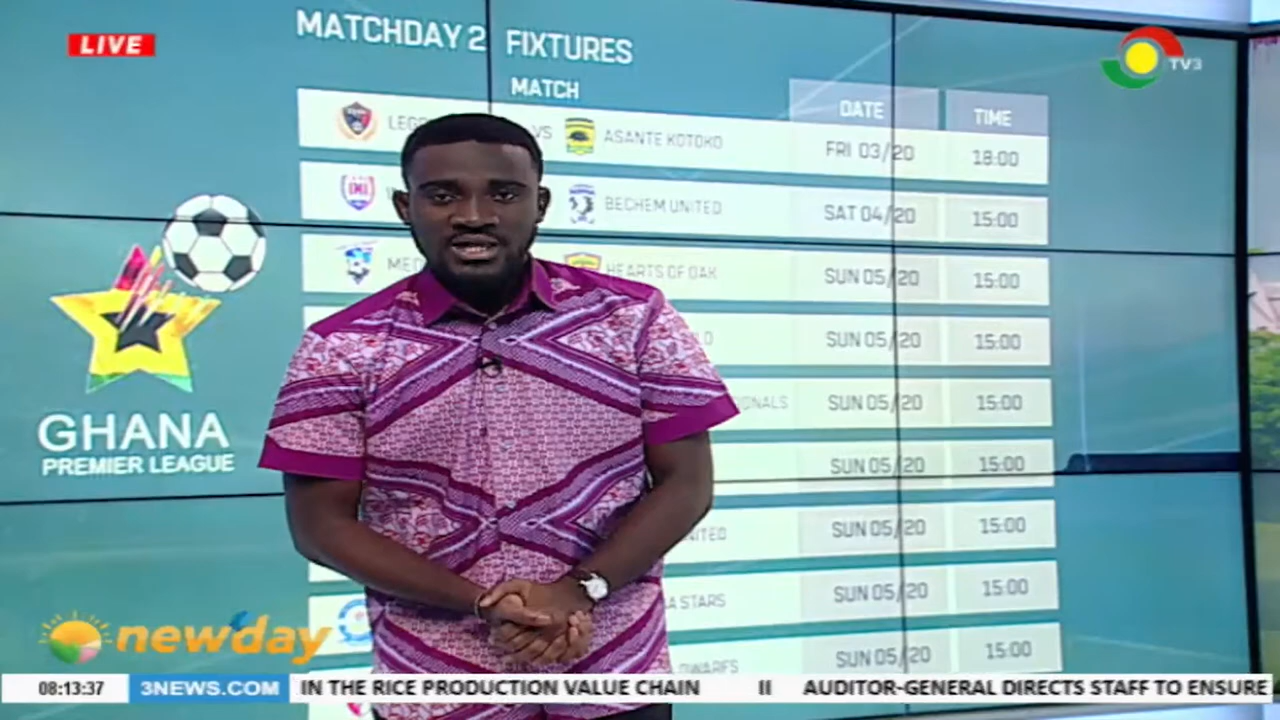 LIVE
TV3
MATCHDAY 2 FIXTURES
MATCH DATE TIME
VS ASANTE KOTOKO FRI 03/20 18:00
BECHEM UNITED SAT 04/20 15:00
HEARTS OF OAK SUN 05/20 15:00
SUN 05/20 15:00
SUN 05/20 15:00
SUN 05/20 15:00
SUN 05/20 15:00
STARS SUN 05/20 15:00
DWARFS SUN 05/20 15:00
GHANA
PREMIER LEAGUE
newday
08:13:37 3NEWS.COM IN THE RICE PRODUCTION VALUE CHAIN II AUDITOR-GENERAL DIRECTS STAFF TO ENSURE